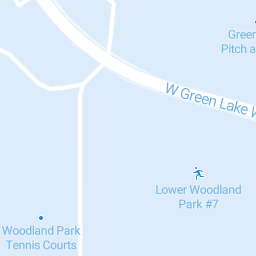 Green
Pitch a
W Green Lake W
Lower Woodland
Park #7
Woodland Park
Tennis Courts